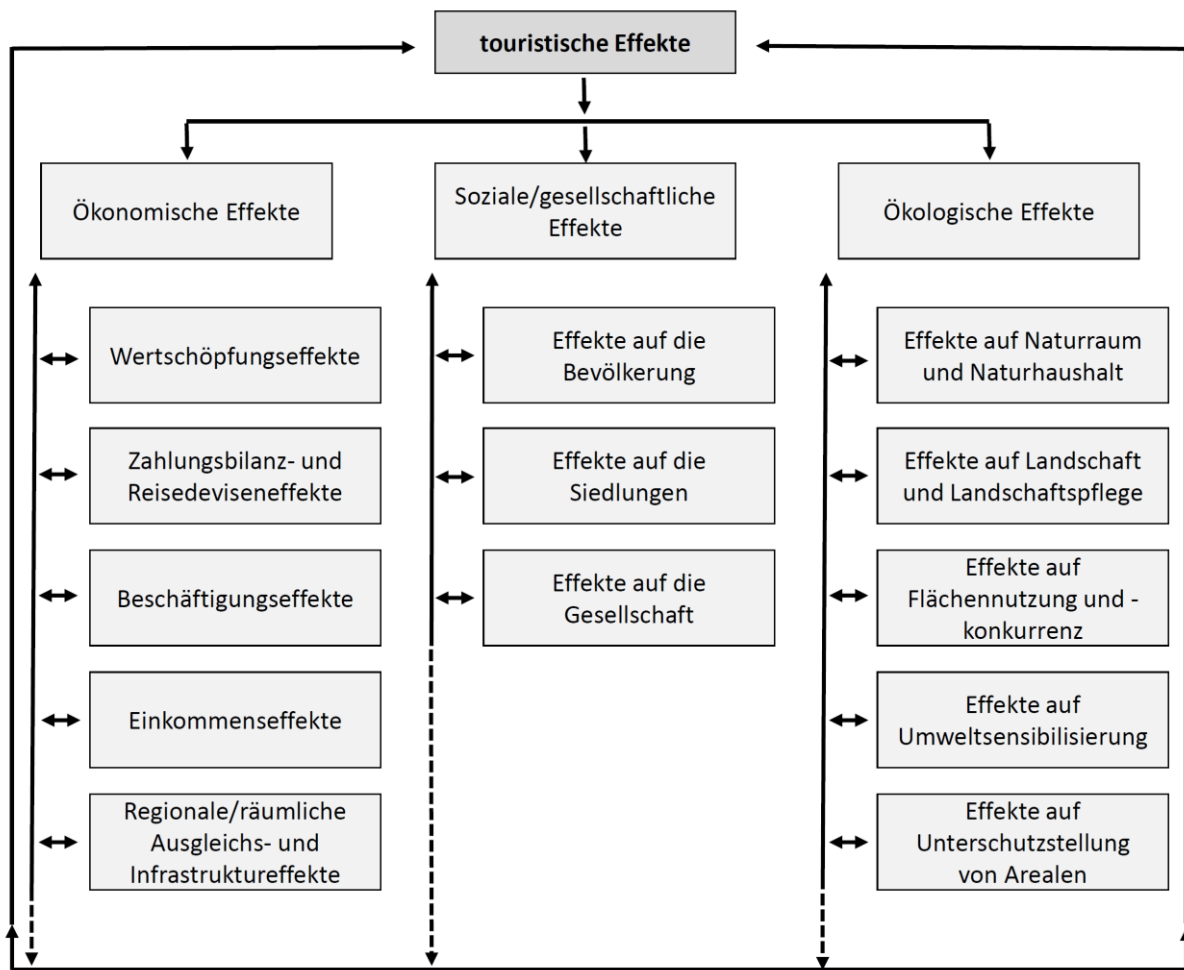 touristische Effekte
Ökonomische Effekte
Soziale/gesellschaftliche
Effekte
Ökologische Effekte
Wertschöpfungseffekte
Zahlungsbilanz- und
Reisedeviseneffekte
Beschäftigungseffekte
Einkommenseffekte
Regionale/räumliche
Ausgleichs- und
Infrastruktureffekte
Effekte auf die
Bevölkerung
Effekte auf die
Siedlungen
Effekte auf die
Gesellschaft
Effekte auf Naturraum
und Naturhaushalt
Effekte auf Landschaft
und Landschaftspflege
Effekte auf
Flächennutzung und -
konkurrenz
Effekte auf
Umweltsensibilisierung
Effekte auf
Unterschutzstellung
von Arealen